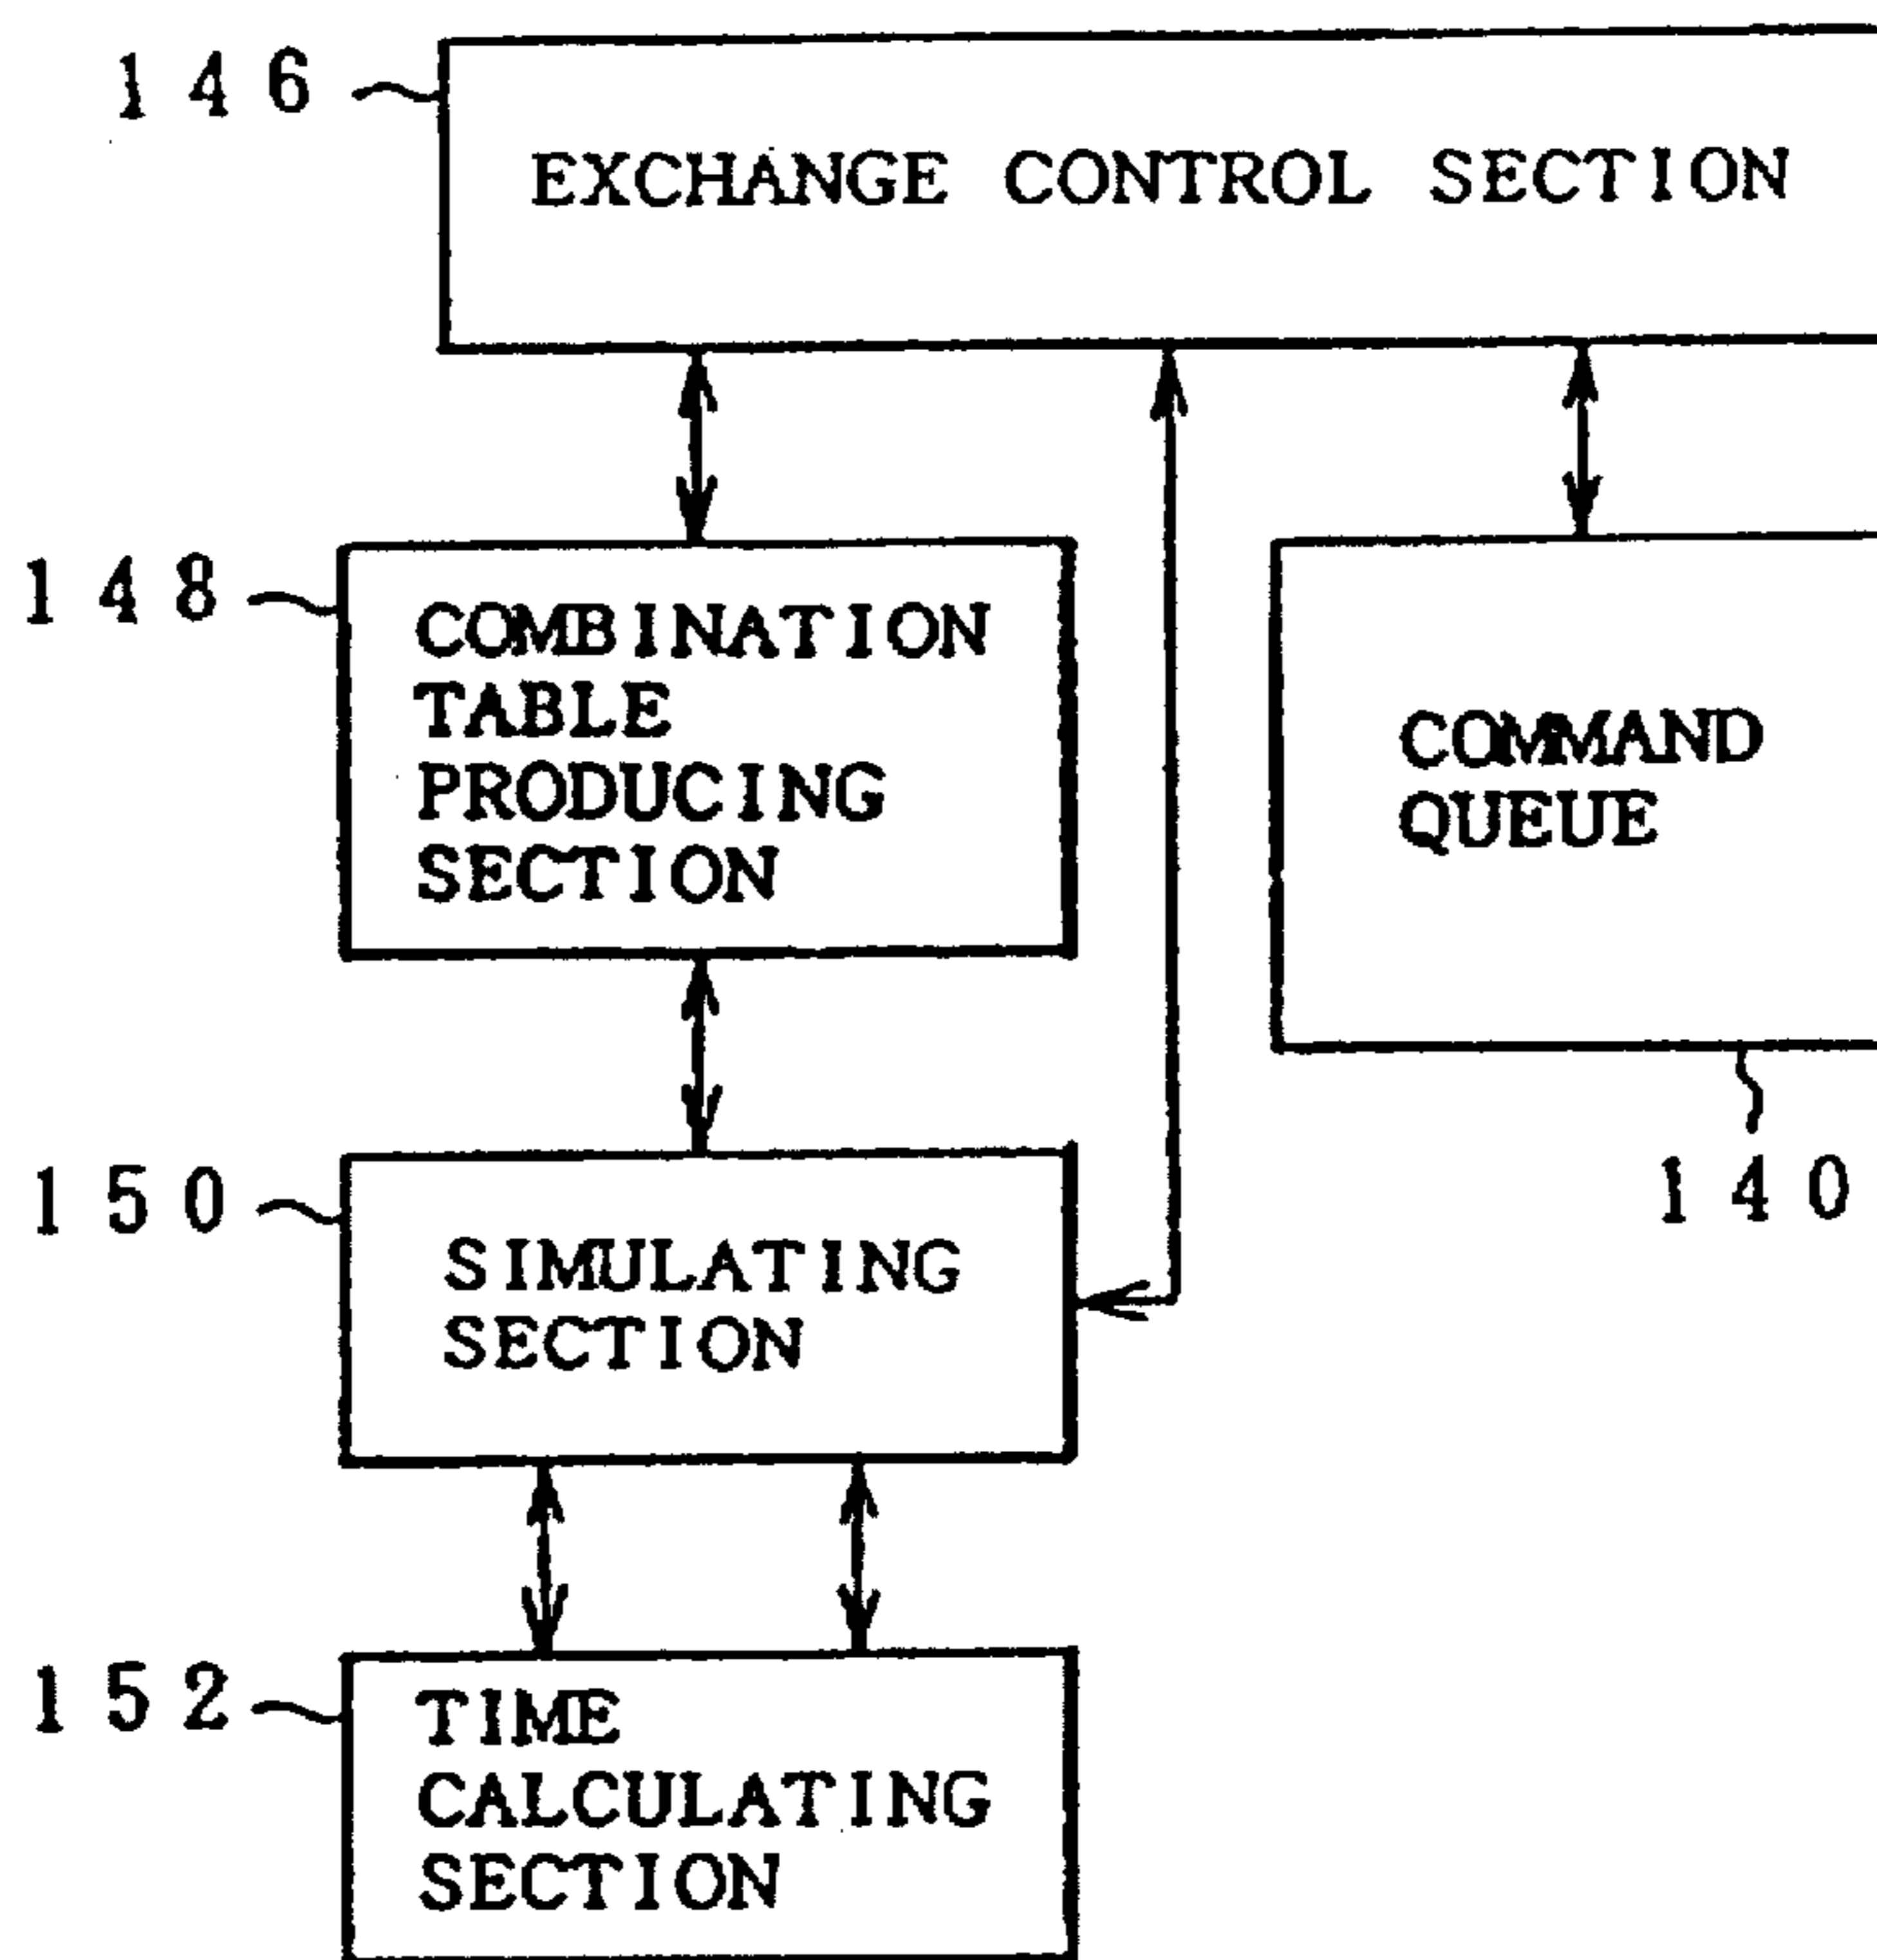 146
EXCHANGE CONTROL SECTION
148
COMBINATION
TABLE
PRODUCING
SECTION
COMMAND
QUEUE
140
150
SIMULATING
SECTION
152
TIME
CALCULATING
SECTION